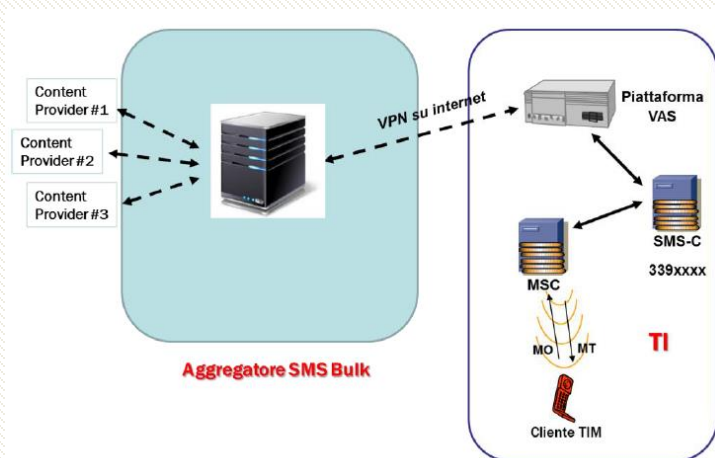 Content
Provider #1
Content
Provider #2
Content
Provider #3
VPN su internet
Piattaforma
VAS
SMS-C
339xxxx
MSC
MO
MT
TI
Cliente TIM
Aggregatore SMS Bulk